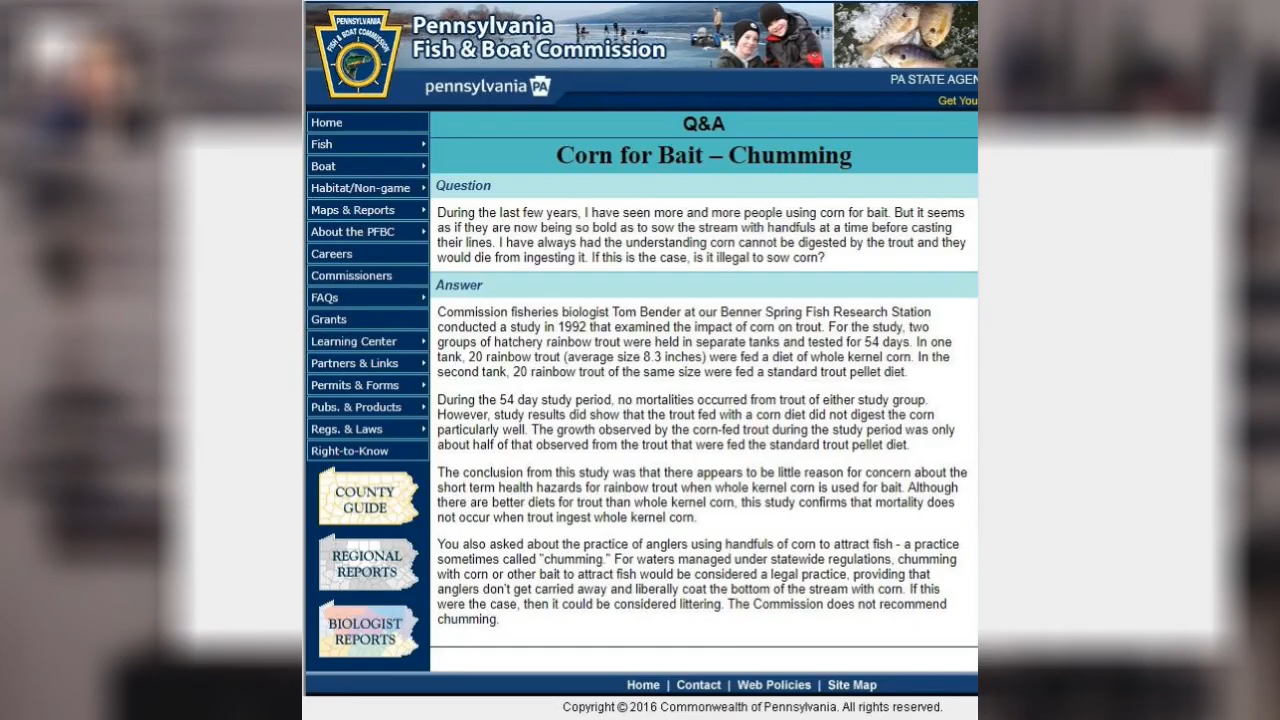 PENNSYLVANIA
FISH & BOAT COMMISSION
Pennsylvania
Fish & Boat Commission
pennsylvania PA
PA STATE AGEN
Get You
Home
Fish
Boat
Habitat/Non-game
Maps & Reports
About the PFBC
Careers
Commissioners
FAQs
Grants
Learning Center
Partners & Links
Permits & Forms
Pubs. & Products
Regs. & Laws
Right-to-Know
COUNTY
GUIDE
REGIONAL
REPORTS
BIOLOGIST
REPORTS
Q&A
Corn for Bait – Chumming
Question
During the last few years, I have seen more and more people using corn for bait. But it seems
as if they are now being so bold as to sow the stream with handfuls at a time before casting
their lines. I have always had the understanding corn cannot be digested by the trout and they
would die from ingesting it. If this is the case, is it illegal to sow corn?
Answer
Commission fisheries biologist Tom Bender at our Benner Spring Fish Research Station
conducted a study in 1992 that examined the impact of corn on trout. For the study, two
groups of hatchery rainbow trout were held in separate tanks and tested for 54 days. In one
tank, 20 rainbow trout (average size 8.3 inches) were fed a diet of whole kernel corn. In the
second tank, 20 rainbow trout of the same size were fed a standard trout pellet diet.
During the 54 day study period, no mortalities occurred from trout of either study group.
However, study results did show that the trout fed with a corn diet did not digest the corn
particularly well. The growth observed by the corn-fed trout during the study period was only
about half of that observed from the trout that were fed the standard trout pellet diet.
The conclusion from this study was that there appears to be little reason for concern about the
short term health hazards for rainbow trout when whole kernel corn is used for bait. Although
there are better diets for trout than whole kernel corn, this study confirms that mortality does
not occur when trout ingest whole kernel corn.
You also asked about the practice of anglers using handfuls of corn to attract fish - a practice
sometimes called "chumming." For waters managed under statewide regulations, chumming
with corn or other bait to attract fish would be considered a legal practice, providing that
anglers don't get carried away and liberally coat the bottom of the stream with corn. If this
were the case, then it could be considered littering. The Commission does not recommend
chumming.
Home | Contact | Web Policies | Site Map
Copyright © 2016 Commonwealth of Pennsylvania. All rights reserved.